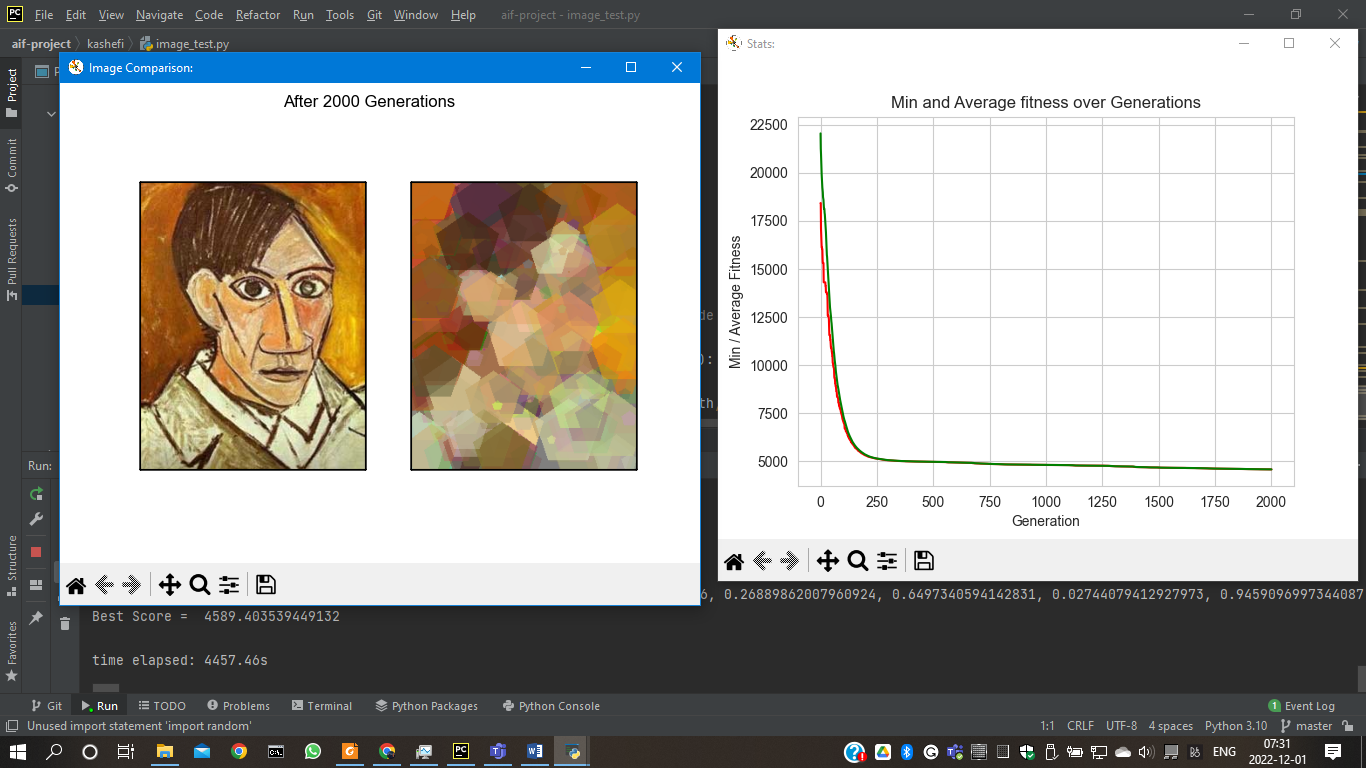 PC File Edit View Navigate Code Refactor Run Tools Git Window Help aif-project - image_test.py
aif-project kashefi image_test.py
Project
Commit
Pull Requests
Structure
Favorites
Image Comparison:
After 2000 Generations
Stats:
Min and Average fitness over Generations
Min / Average Fitness
22500
20000
17500
15000
12500
10000
7500
5000
0 250 500 750 1000 1250 1500 1750 2000
Generation
de
):
th,
Run:
6, 0.26889862007960924, 0.6497340594142831, 0.02744079412927973, 0.9459096997344087
Best Score =  4589.403539449132
time elapsed: 4457.46s
Git Run TODO Problems Terminal Python Packages Python Console 1 Event Log
Unused import statement 'import random' 1:1 CRLF UTF-8 4 spaces Python 3.10 master
PC ENG
07:31
2022-12-01